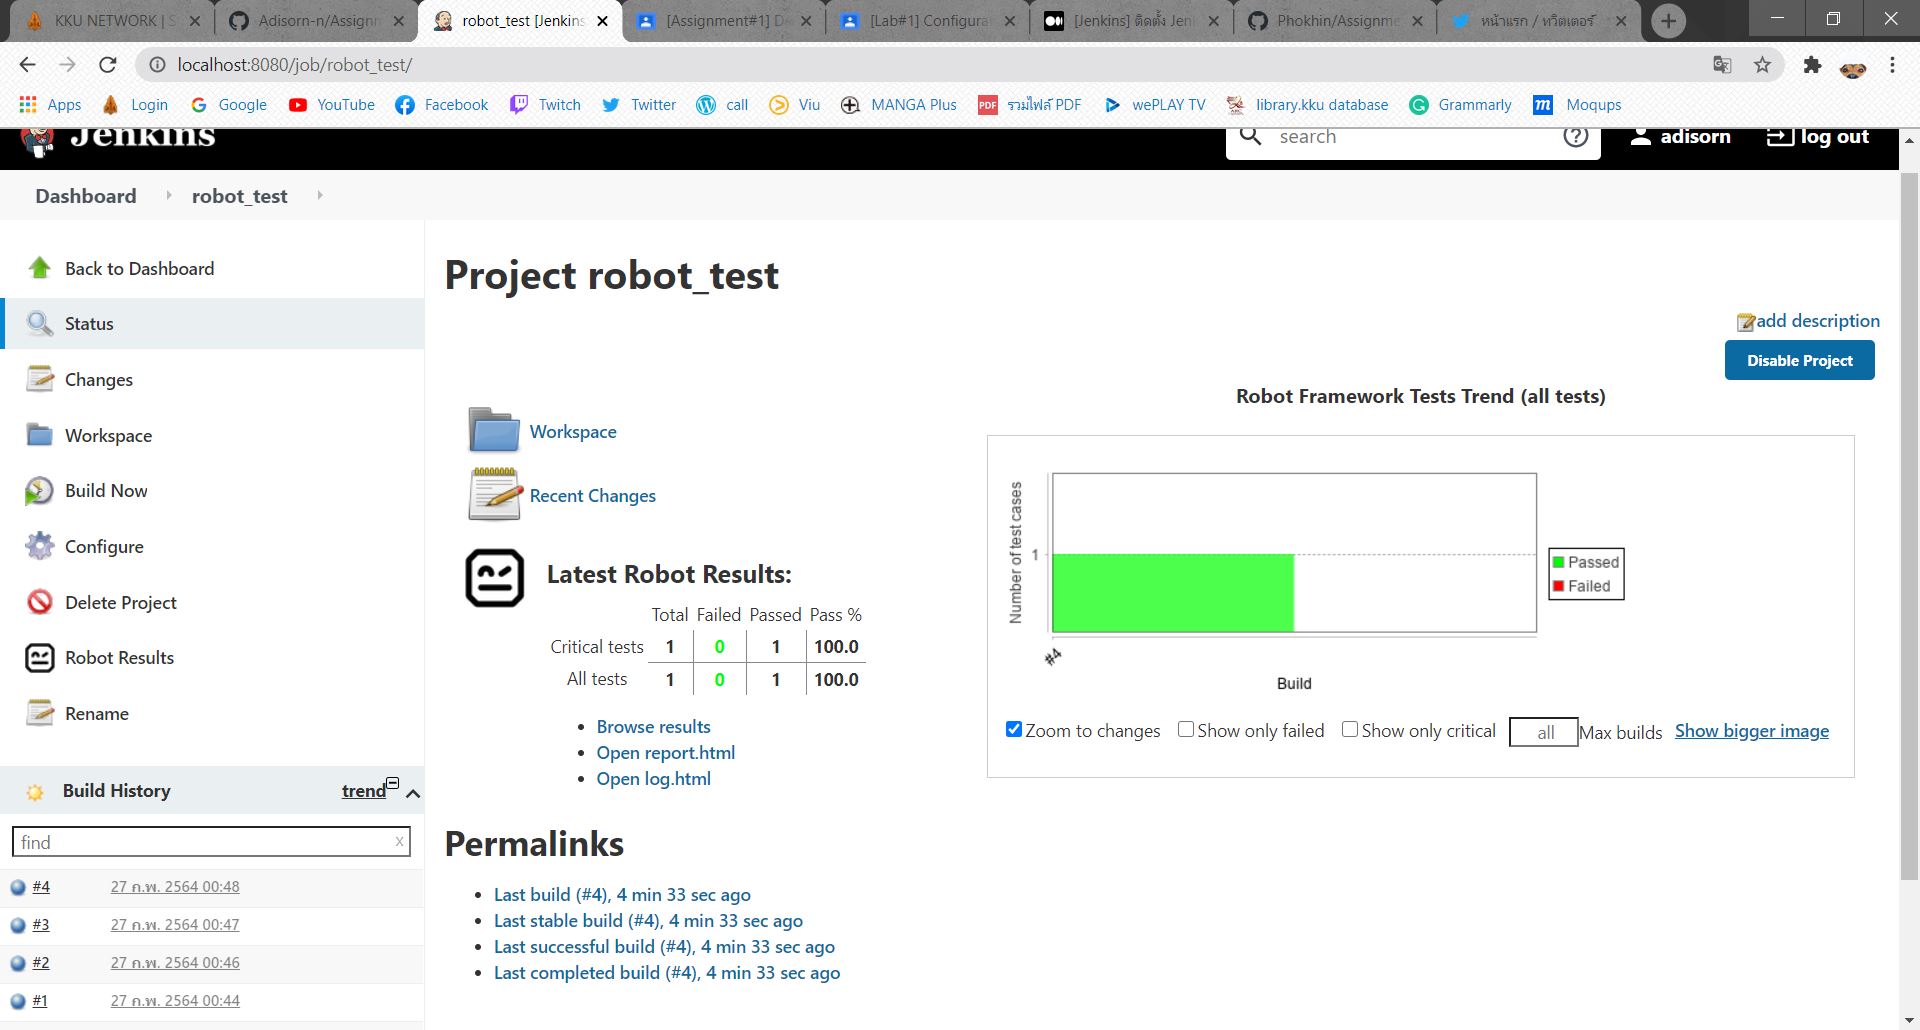 KKU NETWORK | S
Adisorn-n/Assignm
robot_test [Jenkins
[Assignment#1] De
[Lab#1] Configura
[Jenkins] ติดตั้ง Jen
Phokhin/Assignme
หน้าแรก / ทวิตเตอร์
localhost:8080/job/robot_test/
Apps Login Google YouTube Facebook Twitch Twitter call Viu MANGA Plus PDF รวมไฟล์ PDF wePLAY TV library.kku database Grammarly m Moqups
Jenkins
search
adisorn
log out
Dashboard robot_test
Back to Dashboard
Status
Changes
Workspace
Build Now
Configure
Delete Project
Robot Results
Rename
Build History trend
find x
#4 27 ก.พ. 2564 00:48
#3 27 ก.พ. 2564 00:47
#2 27 ก.พ. 2564 00:46
#1 27 ก.พ. 2564 00:44
Project robot_test
add description
Disable Project
Workspace
Recent Changes
Latest Robot Results:
Total Failed Passed Pass %
Critical tests 1 0 1 100.0
All tests 1 0 1 100.0
• Browse results
• Open report.html
• Open log.html
Robot Framework Tests Trend (all tests)
Number of test cases
1
#4
Build
Passed
Failed
Zoom to changes Show only failed Show only critical all Max builds Show bigger image
Permalinks
• Last build (#4), 4 min 33 sec ago
• Last stable build (#4), 4 min 33 sec ago
• Last successful build (#4), 4 min 33 sec ago
• Last completed build (#4), 4 min 33 sec ago